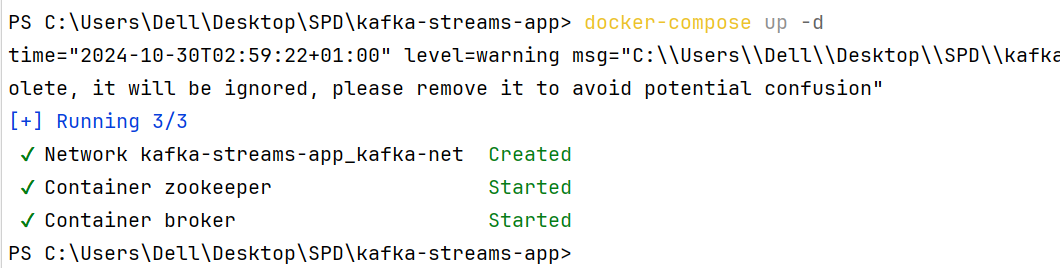 PS C:\Users\Dell\Desktop\SPD\kafka-streams-app> docker-compose up -d
time="2024-10-30T02:59:22+01:00" level=warning msg="C:\\Users\\Dell\\Desktop\\SPD\\kafka
olete, it will be ignored, please remove it to avoid potential confusion"
[+] Running 3/3
✔ Network kafka-streams-app_kafka-net  Created
✔ Container zookeeper                  Started
✔ Container broker                     Started
PS C:\Users\Dell\Desktop\SPD\kafka-streams-app>